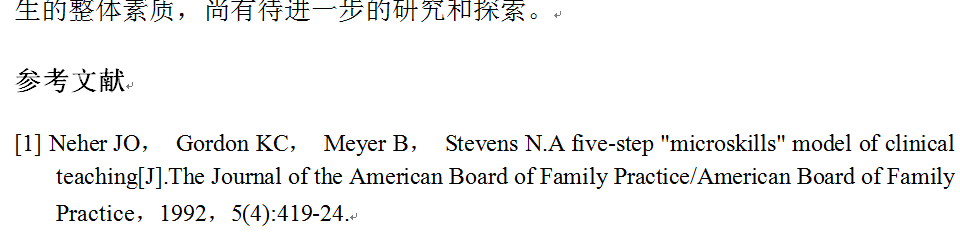 生的整体素质，尚有待进一步的研究和探索。
参考文献
[1] Neher JO， Gordon KC， Meyer B， Stevens N.A five-step "microskills" model of clinical
teaching[J].The Journal of the American Board of Family Practice/American Board of Family
Practice，1992，5(4):419-24.